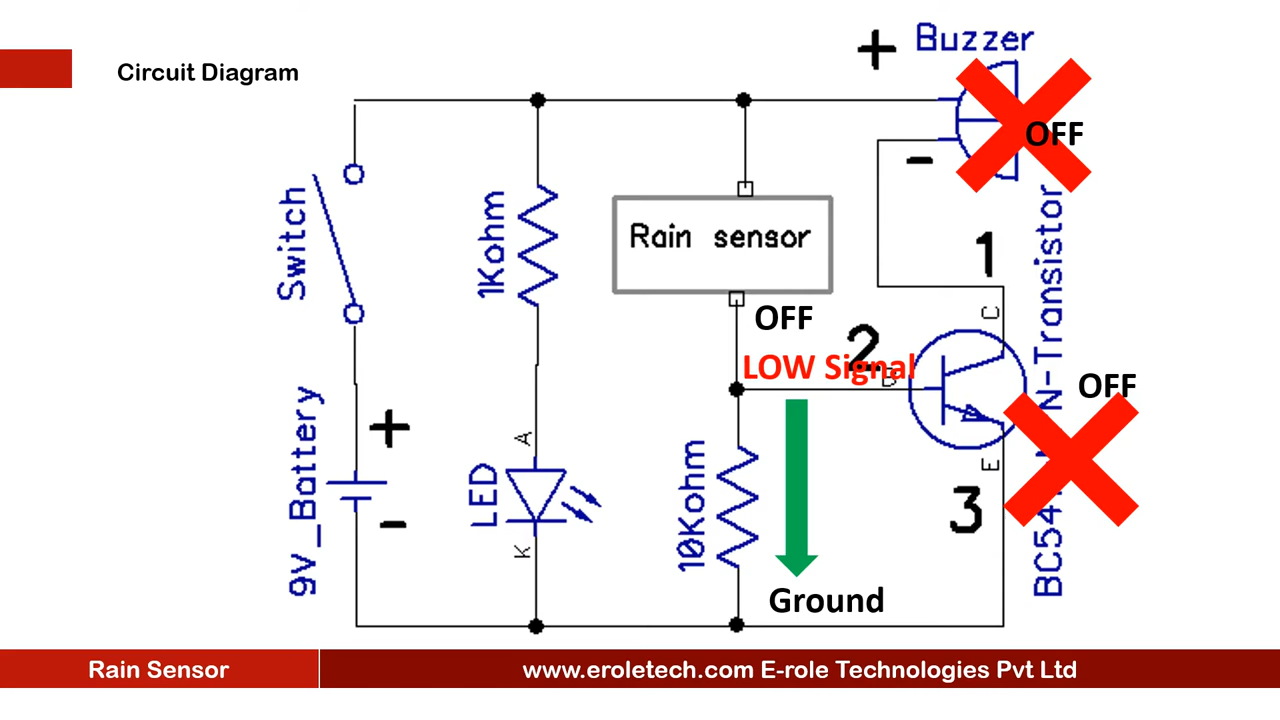 Circuit Diagram
+ Buzzer
OFF
-
Switch
1Kohm
Rain sensor
1
C
OFF
2
LOW Signal
OFF
9V_Battery
+
-
LED
A
K
10Kohm
E
3
Ground
N-Transistor
Rain Sensor
www.eroletech.com E-role Technologies Pvt Ltd